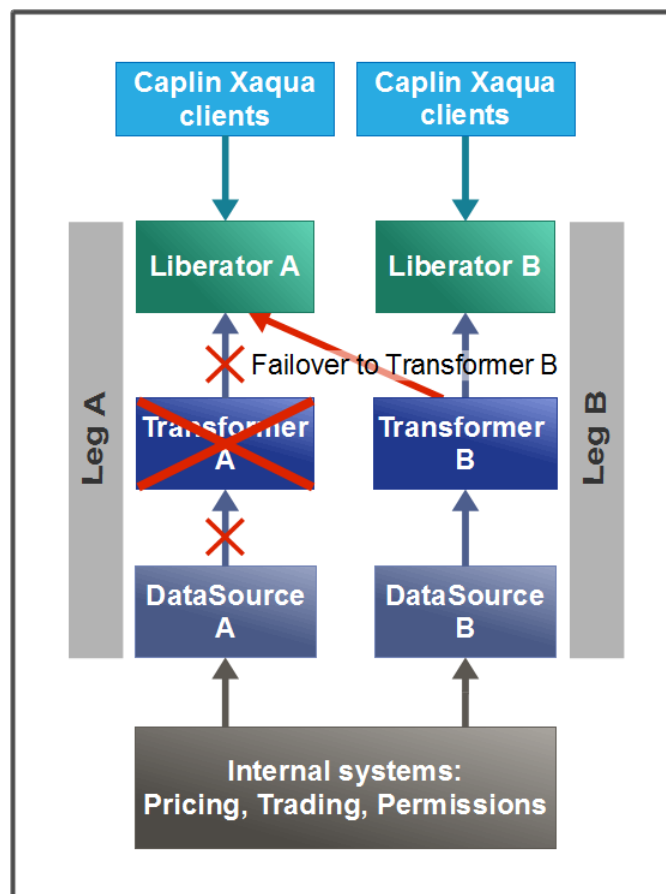 Caplin Xaqua
clients
Caplin Xaqua
clients
Leg A
Liberator A
Liberator B
Leg B
Failover to Transformer B
Transformer
A
Transformer
B
DataSource
A
DataSource
B
Internal systems:
Pricing, Trading, Permissions